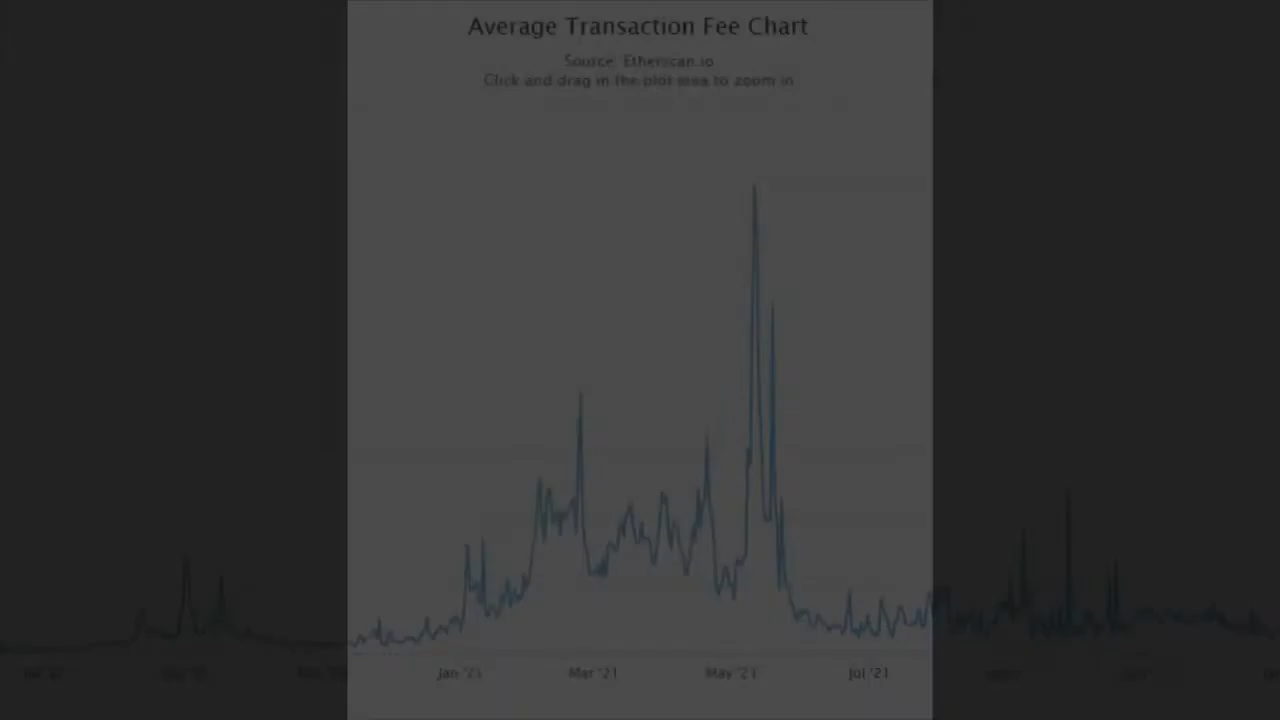 Average Transaction Fee Chart
Source: Etherscan.io
Click and drag in the plot area to zoom in
Jan '21
Mar '21
May '21
Jul '21